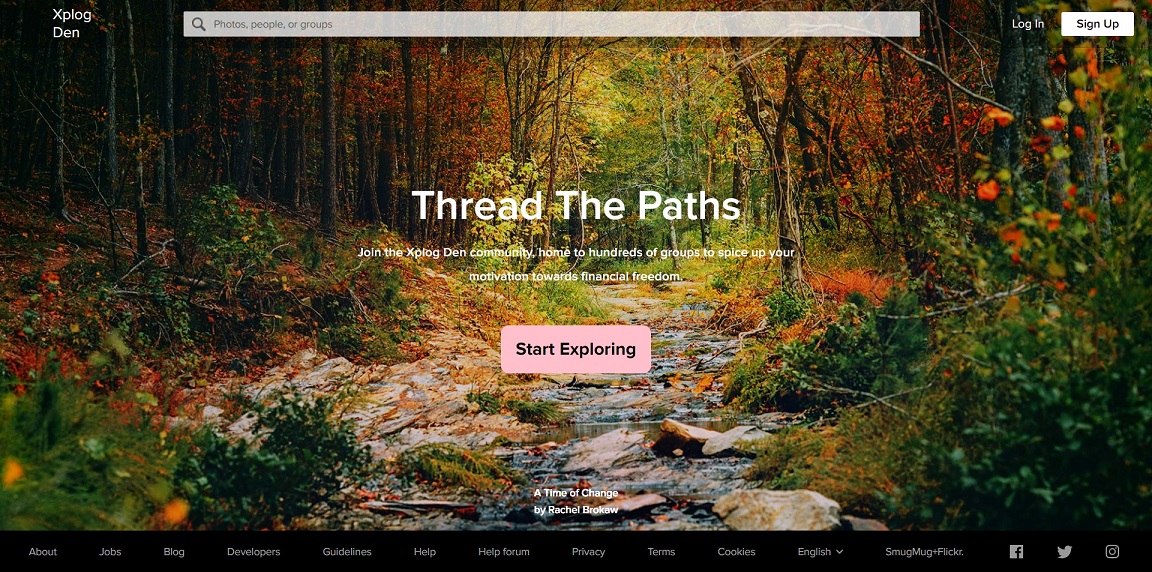 Xplog
Den
Photos, people, or groups
Log In
Sign Up
Thread The Paths
Join the Xplog Den community, home to hundreds of groups to spice up your
motivation towards financial freedom.
Start Exploring
A Time of Change
by Rachel Brokaw
About
Jobs
Blog
Developers
Guidelines
Help
Help forum
Privacy
Terms
Cookies
English
SmugMug+Flickr.